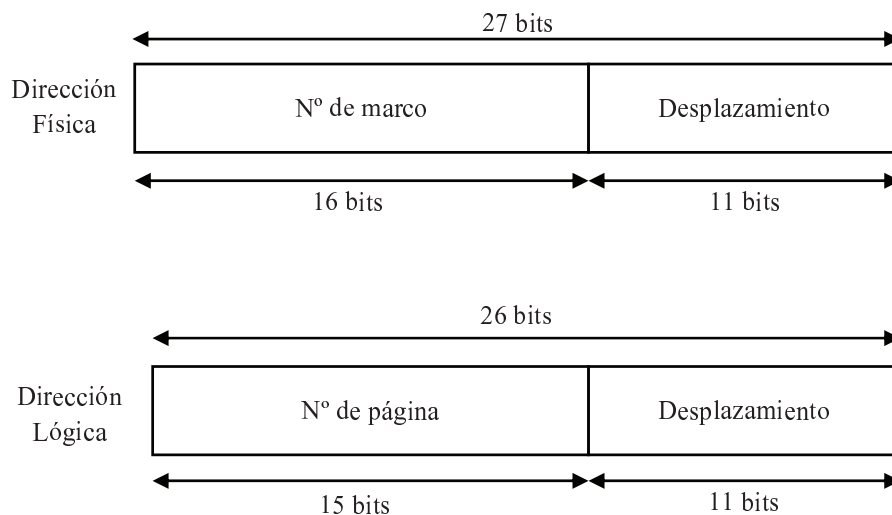 27 bits
Dirección
Física
Nº de marco
Desplazamiento
16 bits
11 bits
26 bits
Dirección
Lógica
Nº de página
Desplazamiento
15 bits
11 bits